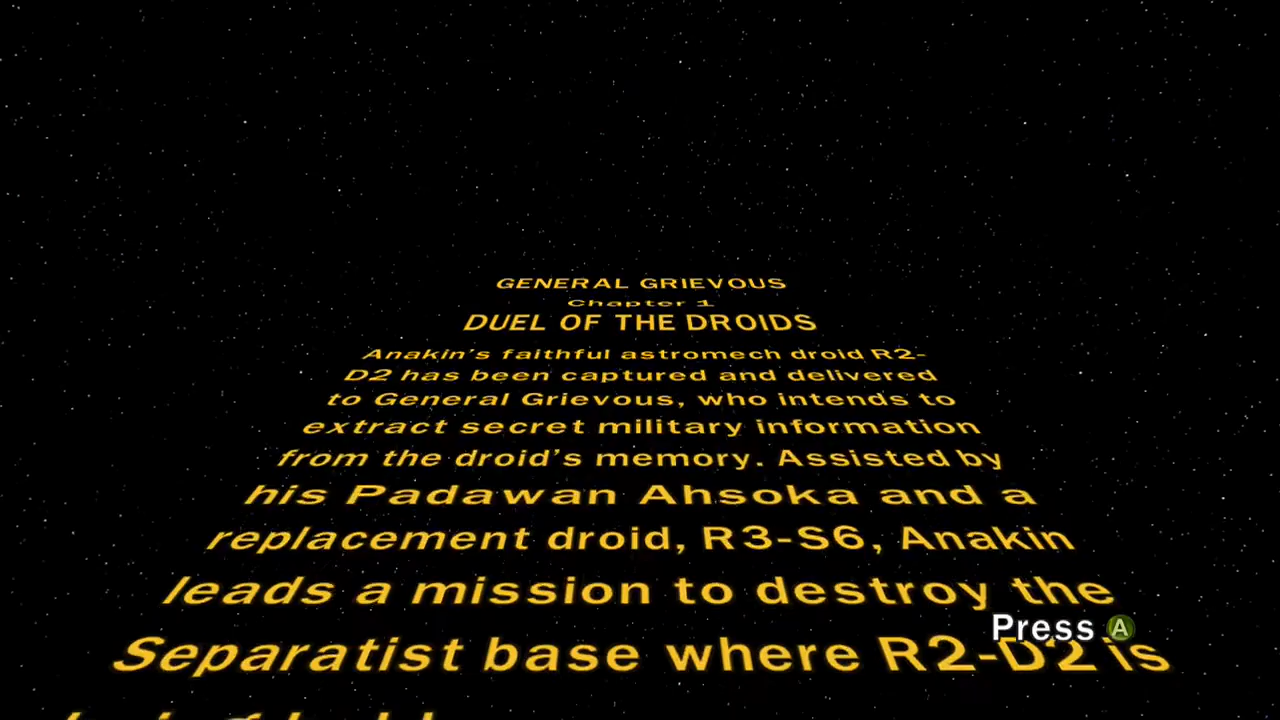 GENERAL GRIEVOUS
Chapter 1
DUEL OF THE DROIDS
Anakin's faithful astromech droid R2-
D2 has been captured and delivered
to General Grievous, who intends to
extract secret military information
from the droid's memory. Assisted by
his Padawan Ahsoka and a
replacement droid, R3-S6, Anakin
leads a mission to destroy the
Press A
Separatist base where R2-D2 is